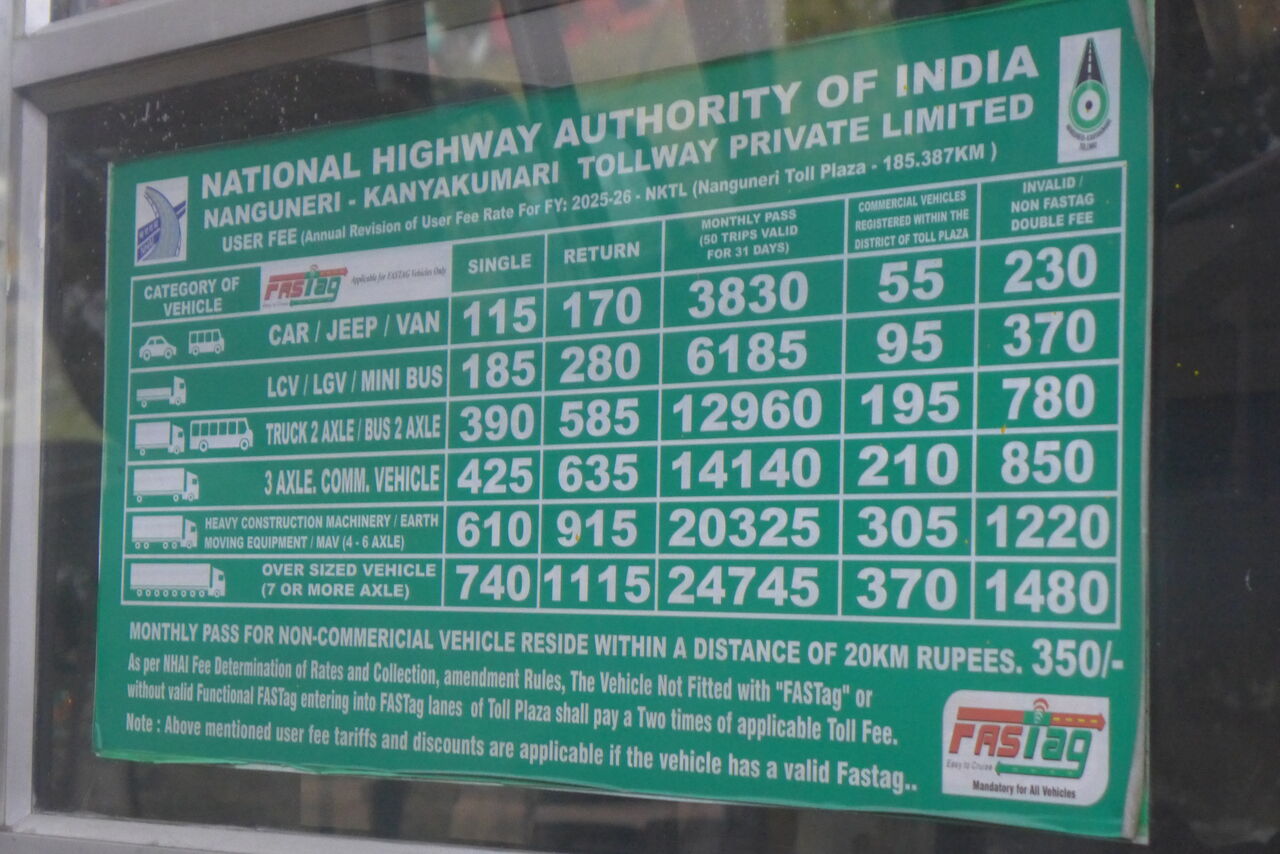 NATIONAL HIGHWAY AUTHORITY OF INDIA
NANGUNERI - KANYAKUMARI TOLLWAY PRIVATE LIMITED
USER FEE (Annual Revision of User Fee Rate For FY: 2025-26 - NKTL (Nanguneri Toll Plaza - 185.387KM )
CATEGORY OF VEHICLE FASTag Applicable for FASTAG Vehicles Only SINGLE RETURN MONTHLY PASS (50 TRIPS VALID FOR 31 DAYS) COMMERCIAL VEHICLES REGISTERED WITHIN THE DISTRICT OF TOLL PLAZA INVALID / NON FASTAG DOUBLE FEE
CAR / JEEP / VAN 115 170 3830 55 230
LCV / LGV / MINI BUS 185 280 6185 95 370
TRUCK 2 AXLE / BUS 2 AXLE 390 585 12960 195 780
3 AXLE. COMM. VEHICLE 425 635 14140 210 850
HEAVY CONSTRUCTION MACHINERY / EARTH MOVING EQUIPMENT / MAV (4 - 6 AXLE) 610 915 20325 305 1220
OVER SIZED VEHICLE (7 OR MORE AXLE) 740 1115 24745 370 1480
MONTHLY PASS FOR NON-COMMERICIAL VEHICLE RESIDE WITHIN A DISTANCE OF 20KM RUPEES. 350/-
As per NHAI Fee Determination of Rates and Collection, amendment Rules, The Vehicle Not Fitted with "FASTag" or
without valid Functional FASTag entering into FASTag lanes of Toll Plaza shall pay a Two times of applicable Toll Fee.
Note : Above mentioned user fee tariffs and discounts are applicable if the vehicle has a valid Fastag..
FASTag
Easy to Cruise
Mandatory for All Vehicles